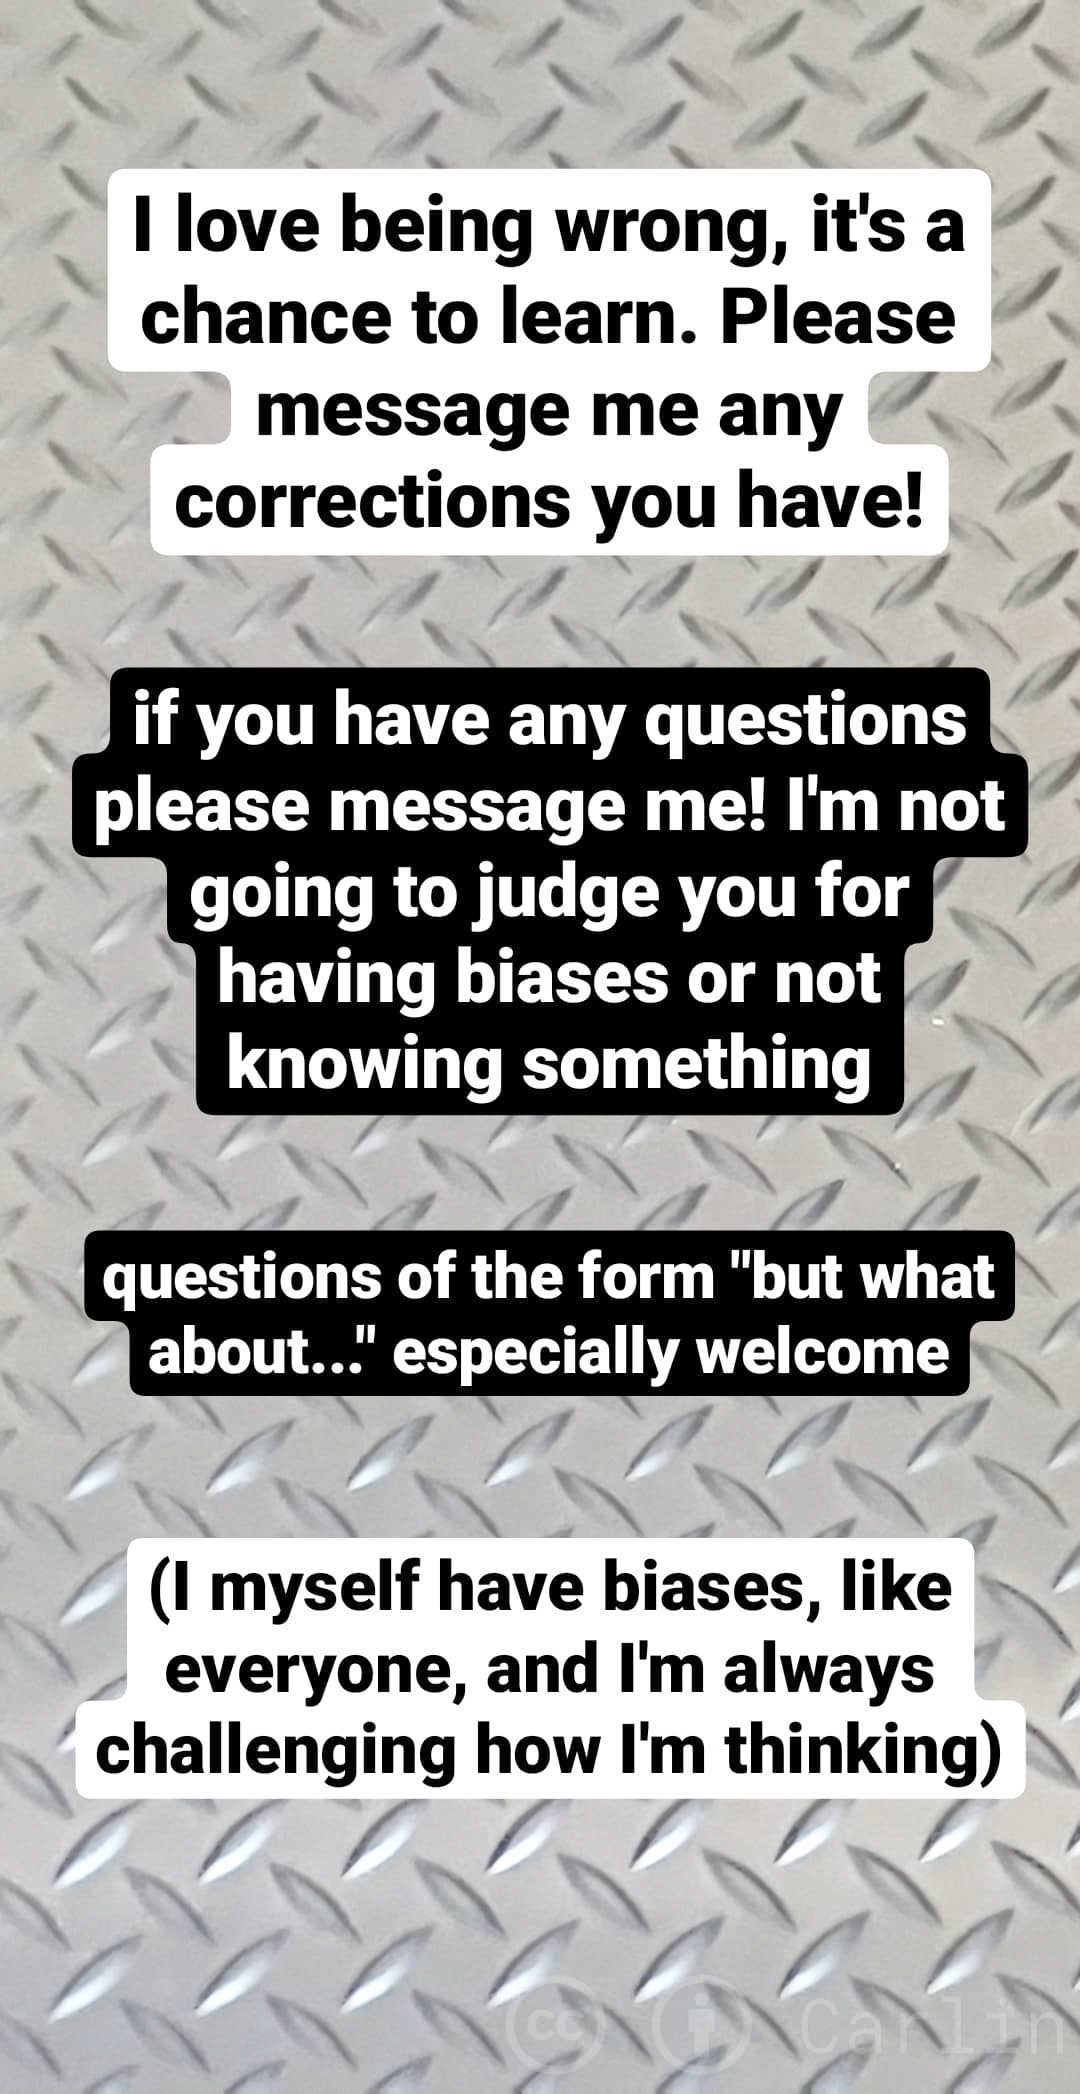 I love being wrong, it's a
chance to learn. Please
message me any
corrections you have!
if you have any questions
please message me! I'm not
going to judge you for
having biases or not
knowing something
questions of the form "but what
about..." especially welcome
(I myself have biases, like
everyone, and I'm always
challenging how I'm thinking)
cc Carlin